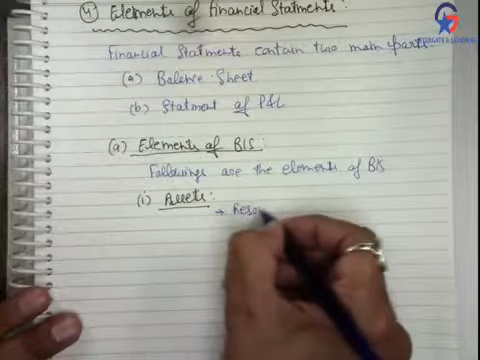 4) Elements of Financial Statments:
Financial Statments contain two main parts
(a) Balence Sheet
(b) Statment of P&L
(a) Elements of B/S:
Followings are the elements of B/S
(i) Assets:
→ Reso